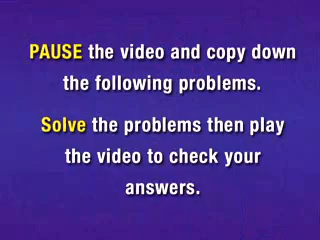 PAUSE the video and copy down
the following problems.
Solve the problems then play
the video to check your
answers.